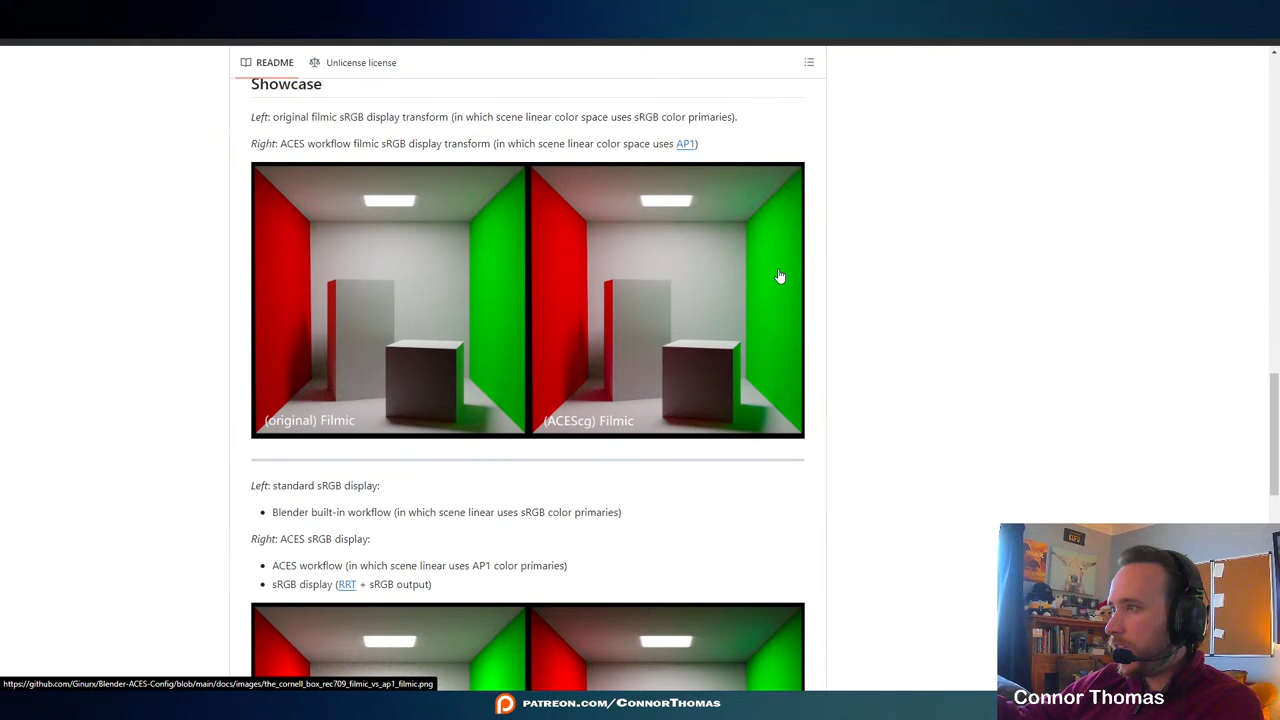 README
Unlicense license
Showcase
Left: original filmic sRGB display transform (in which scene linear color space uses sRGB color primaries).
Right: ACES workflow filmic sRGB display transform (in which scene linear color space uses AP1)
(original) Filmic
(ACEScg) Filmic
Left: standard sRGB display:
Blender built-in workflow (in which scene linear uses sRGB color primaries)
Right: ACES sRGB display:
ACES workflow (in which scene linear uses AP1 color primaries)
sRGB display (RRT + sRGB output)
https://github.com/Ginurx/Blender-ACES-Config/blob/main/docs/images/the_cornell_box_rec709_filmic_vs_ap1_filmic.png
PATREON.COM/CONNORTHOMAS
Connor Thomas